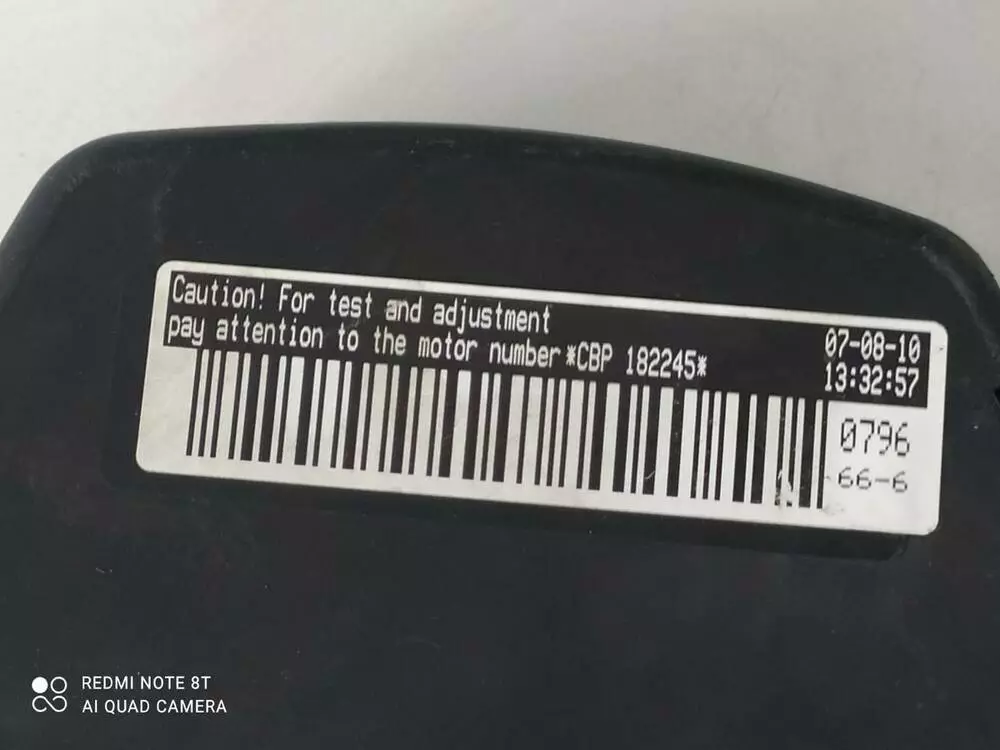 Caution! For test and adjustment
pay attention to the motor number *CBP 182245*
07-08-10
13:32:57
0796
66-6
REDMI NOTE 8T
AI QUAD CAMERA